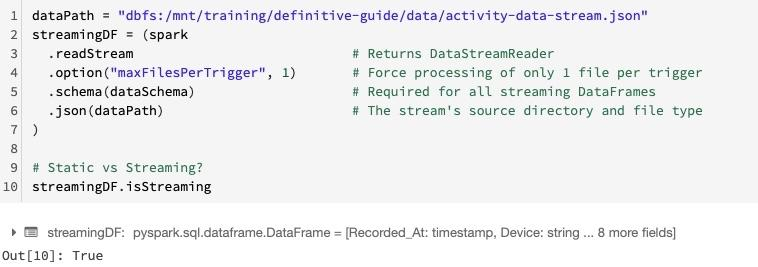 1 dataPath = "dbfs:/mnt/training/definitive-guide/data/activity-data-stream.json"
2 streamingDF = (spark
3   .readStream                           # Returns DataStreamReader
4   .option("maxFilesPerTrigger", 1)      # Force processing of only 1 file per trigger
5   .schema(dataSchema)                   # Required for all streaming DataFrames
6   .json(dataPath)                       # The stream's source directory and file type
7 )
8
9 # Static vs Streaming?
10 streamingDF.isStreaming
streamingDF: pyspark.sql.dataframe.DataFrame = [Recorded_At: timestamp, Device: string ... 8 more fields]
Out[10]: True